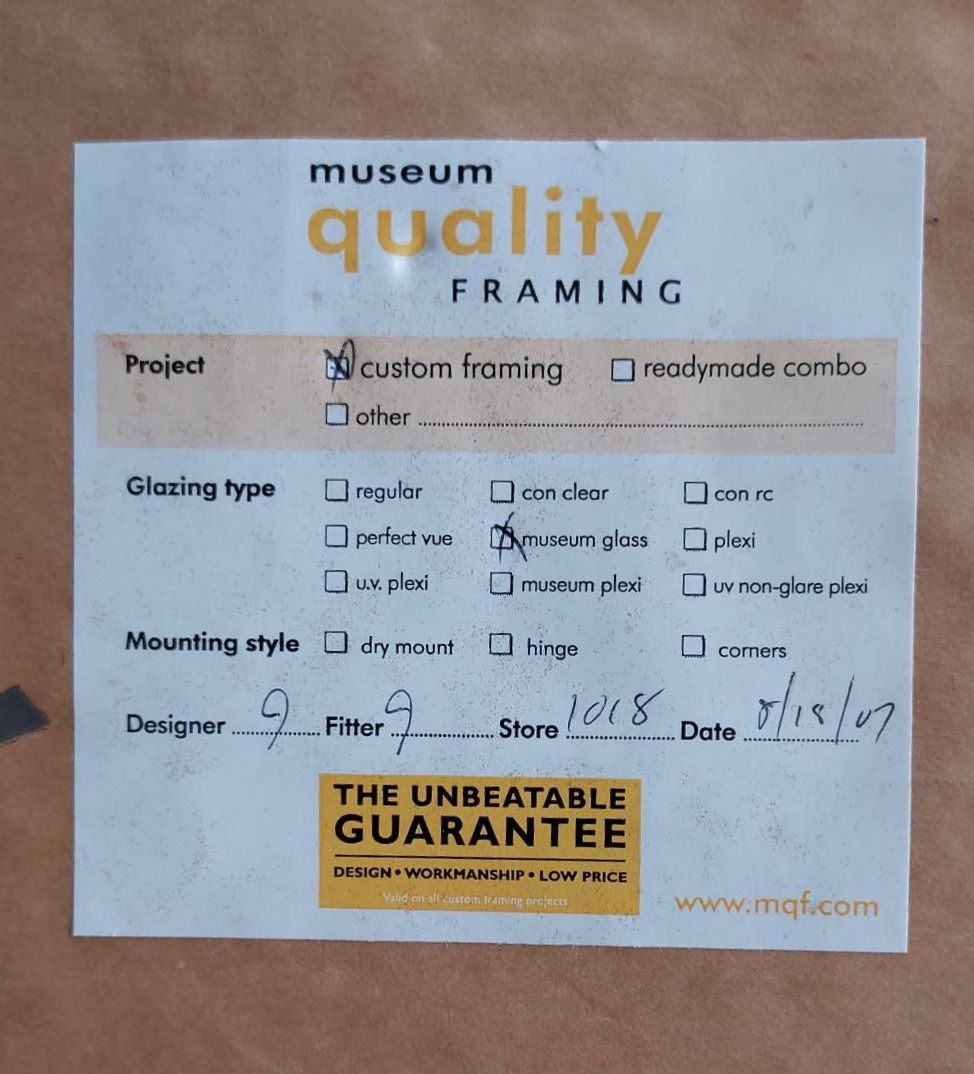 museum
quality
FRAMING
Project custom framing readymade combo
other
Glazing type regular con clear con rc
perfect vue museum glass plexi
u.v. plexi museum plexi uv non-glare plexi
Mounting style dry mount hinge corners
Designer Fitter Store 1018 Date 8/18/07
THE UNBEATABLE
GUARANTEE
DESIGN • WORKMANSHIP • LOW PRICE
Valid on all custom framing projects
www.mqf.com